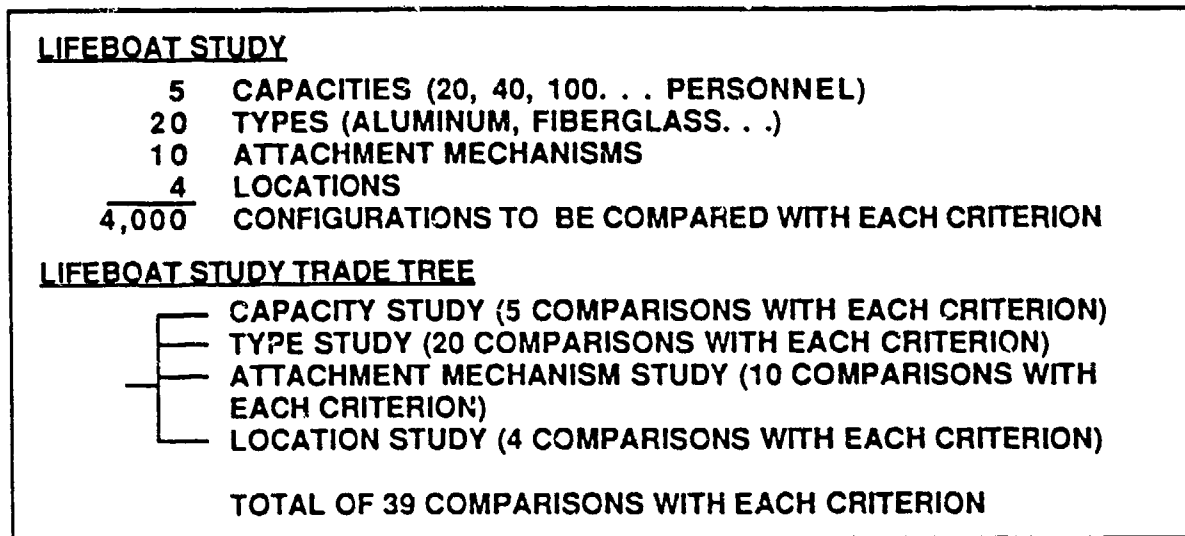 LIFEBOAT STUDY
5 CAPACITIES (20, 40, 100. . . PERSONNEL)
20 TYPES (ALUMINUM, FIBERGLASS. . .)
10 ATTACHMENT MECHANISMS
4 LOCATIONS
4,000 CONFIGURATIONS TO BE COMPARED WITH EACH CRITERION
LIFEBOAT STUDY TRADE TREE
CAPACITY STUDY (5 COMPARISONS WITH EACH CRITERION)
TYPE STUDY (20 COMPARISONS WITH EACH CRITERION)
ATTACHMENT MECHANISM STUDY (10 COMPARISONS WITH
EACH CRITERION)
LOCATION STUDY (4 COMPARISONS WITH EACH CRITERION)
TOTAL OF 39 COMPARISONS WITH EACH CRITERION